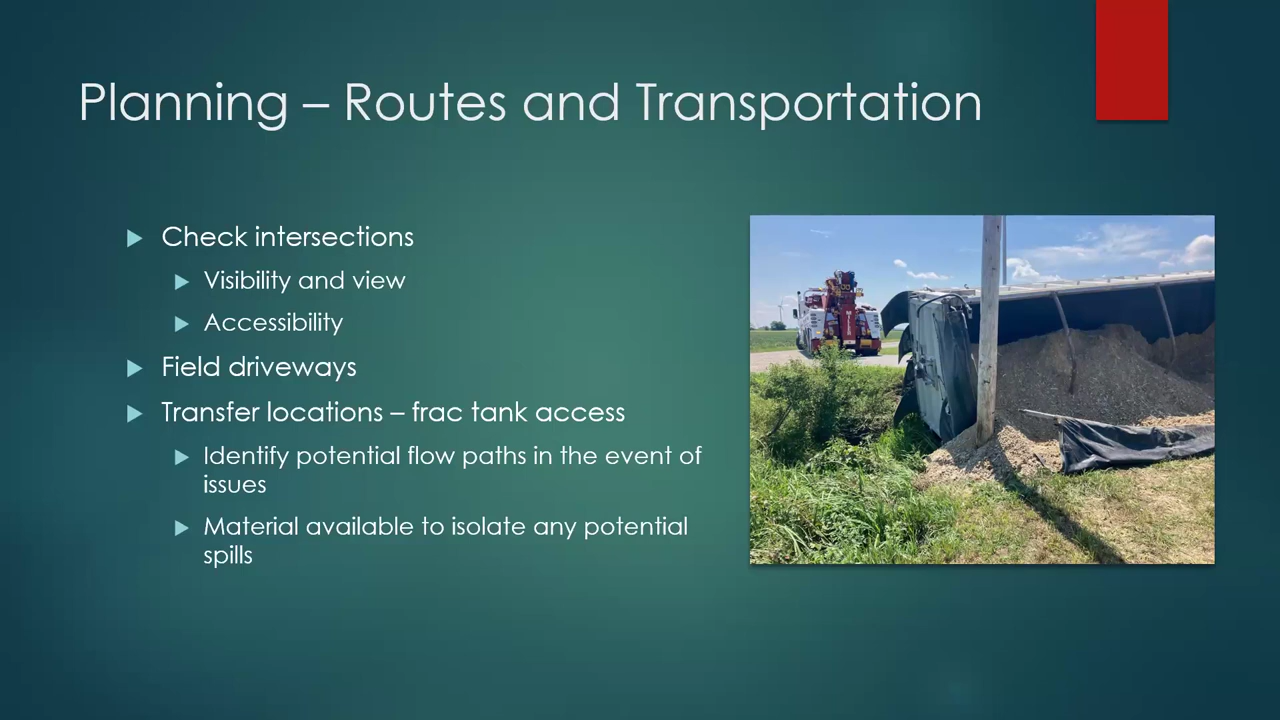 Planning – Routes and Transportation
Check intersections
Visibility and view
Accessibility
Field driveways
Transfer locations – frac tank access
Identify potential flow paths in the event of
issues
Material available to isolate any potential
spills